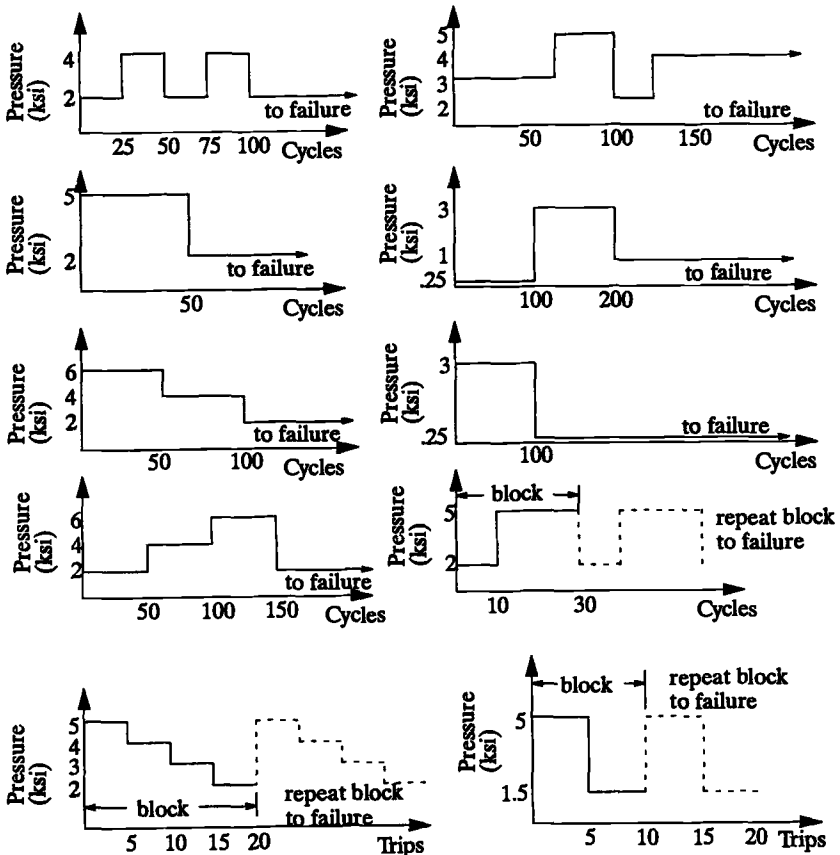 Pressure
(ksi)
4
2
to failure
25 50 75 100 Cycles
Pressure
(ksi)
5
4
3
2
to failure
50 100 150 Cycles
Pressure
(ksi)
5
2
to failure
50 Cycles
Pressure
(ksi)
3
1
.25
to failure
100 200 Cycles
Pressure
(ksi)
6
4
2
to failure
50 100 Cycles
Pressure
(ksi)
3
.25
to failure
100 Cycles
Pressure
(ksi)
6
4
2
to failure
50 100 150 Cycles
Pressure
(ksi)
block
5
2
repeat block
to failure
10 30 Cycles
Pressure
(ksi)
5
4
3
2
block
repeat block
to failure
5 10 15 20 Trips
Pressure
(ksi)
block
repeat block
to failure
5
1.5
5 10 15 20 Trips